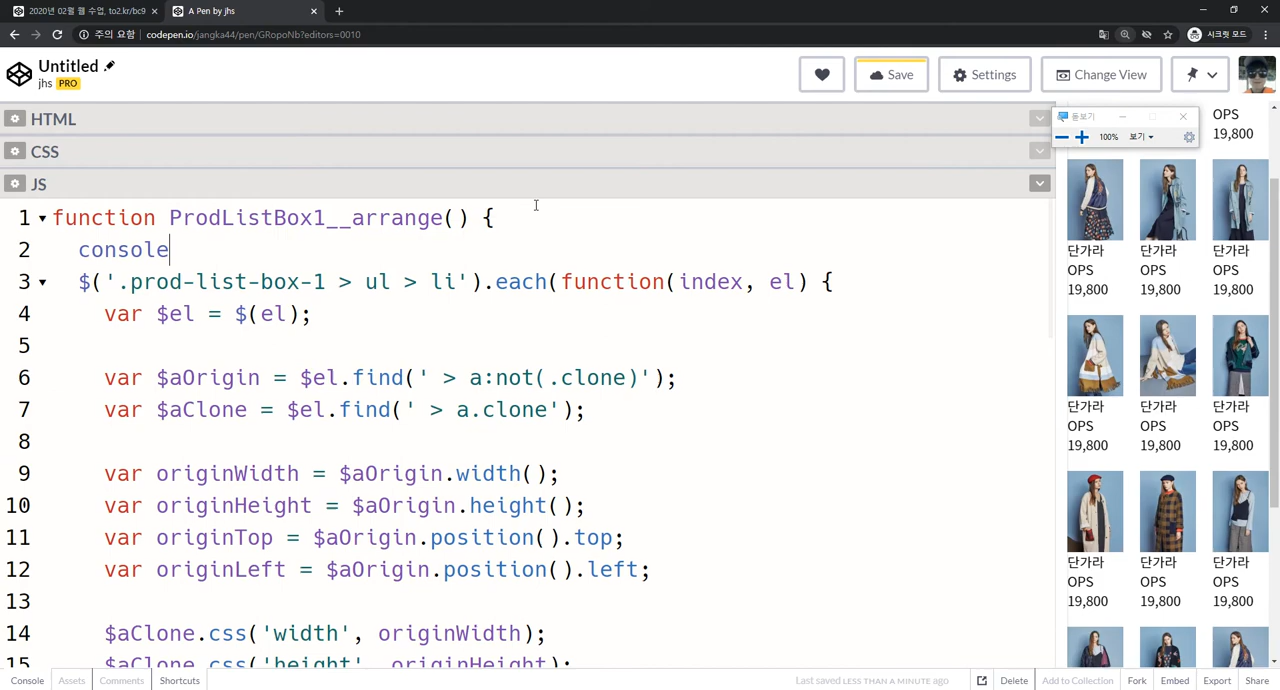 2020년 02월 웹 수업, to2.kr/bc9
A Pen by jhs
주의 요함
codepen.io/jangka44/pen/GRopoNb?editors=0010
시크릿 모드
Untitled
jhs PRO
Save
Settings
Change View
HTML
CSS
JS
1 function ProdListBox1__arrange() {
2 console
3 $('.prod-list-box-1 > ul > li').each(function(index, el) {
4 var $el = $(el);
5
6 var $aOrigin = $el.find(' > a:not(.clone)');
7 var $aClone = $el.find(' > a.clone');
8
9 var originWidth = $aOrigin.width();
10 var originHeight = $aOrigin.height();
11 var originTop = $aOrigin.position().top;
12 var originLeft = $aOrigin.position().left;
13
14 $aClone.css('width', originWidth);
15 $aClone.css('height', originHeight);
돋보기
100% 보기
OPS
19,800
단가라 단가라 단가라
OPS OPS OPS
19,800 19,800 19,800
단가라 단가라 단가라
OPS OPS OPS
19,800 19,800 19,800
단가라 단가라 단가라
OPS OPS OPS
19,800 19,800 19,800
Console Assets Comments Shortcuts
Last saved LESS THAN A MINUTE ago
Delete Add to Collection Fork Embed Export Share